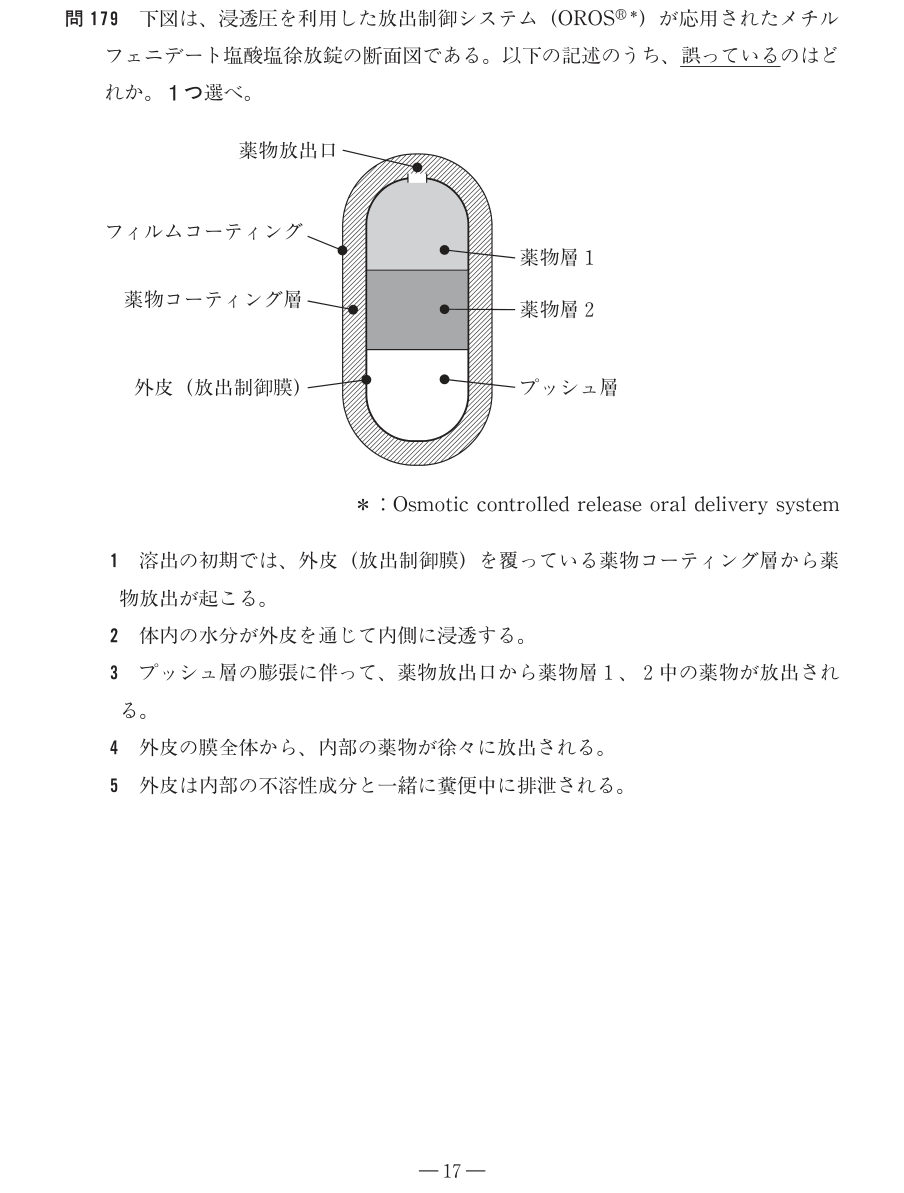 問179　下図は、浸透圧を利用した放出制御システム（OROS®*）が応用されたメチル
フェニデート塩酸塩徐放錠の断面図である。以下の記述のうち、誤っているのはど
れか。1つ選べ。
薬物放出口
フィルムコーティング
薬物層1
薬物コーティング層
薬物層2
外皮（放出制御膜）
プッシュ層
＊：Osmotic controlled release oral delivery system
1　溶出の初期では、外皮（放出制御膜）を覆っている薬物コーティング層から薬
物放出が起こる。
2　体内の水分が外皮を通じて内側に浸透する。
3　プッシュ層の膨張に伴って、薬物放出口から薬物層1、2中の薬物が放出され
る。
4　外皮の膜全体から、内部の薬物が徐々に放出される。
5　外皮は内部の不溶性成分と一緒に糞便中に排泄される。
—17—